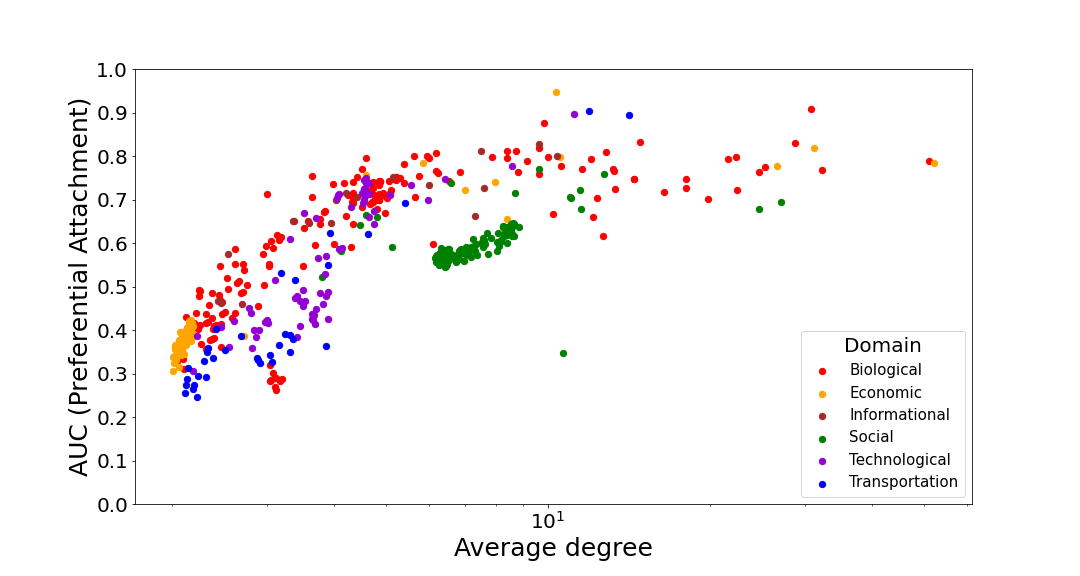 1.0
0.9
0.8
0.7
0.6
0.5
0.4
0.3
0.2
0.1
0.0
AUC (Preferential Attachment)
10¹
Average degree
Domain
Biological
Economic
Informational
Social
Technological
Transportation